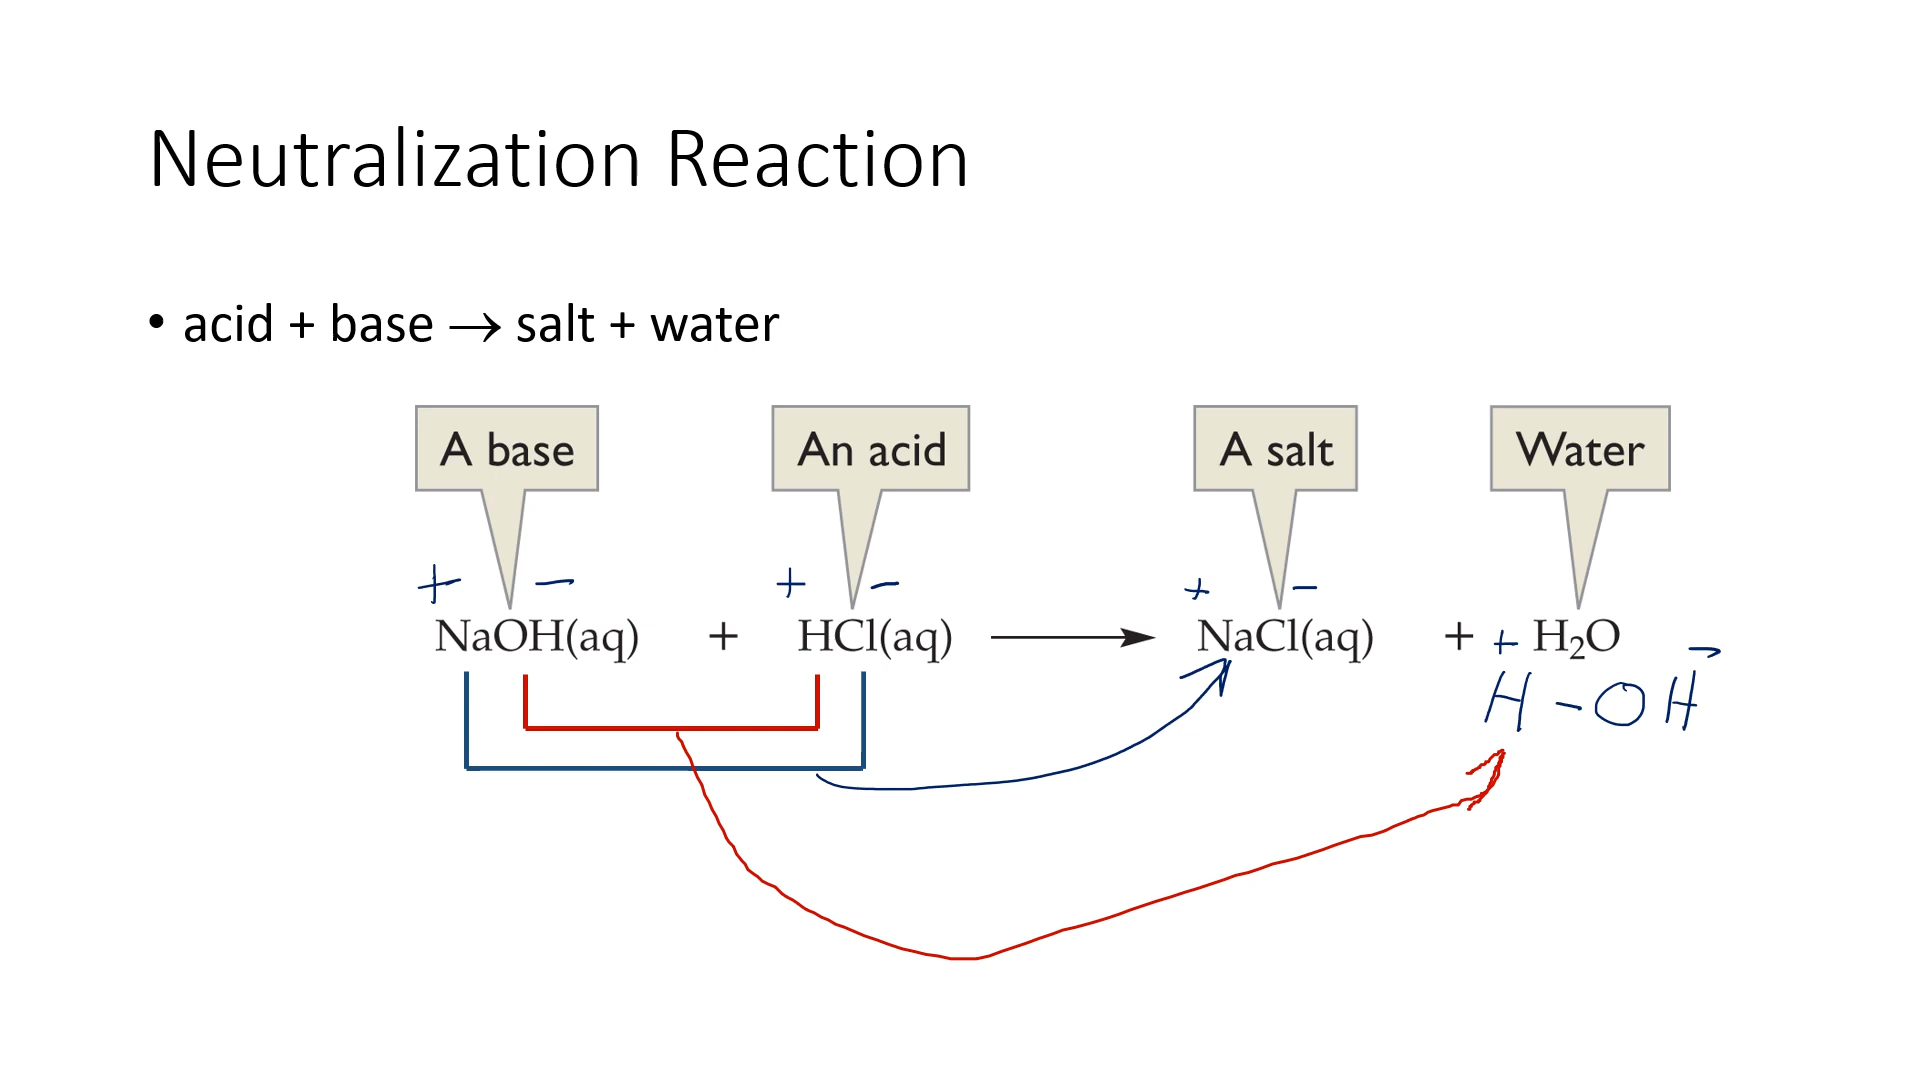 Neutralization Reaction
• acid + base → salt + water
A base An acid A salt Water
+ − + − + −
NaOH(aq) + HCl(aq) → NaCl(aq) + H₂O
+ −
H - OH